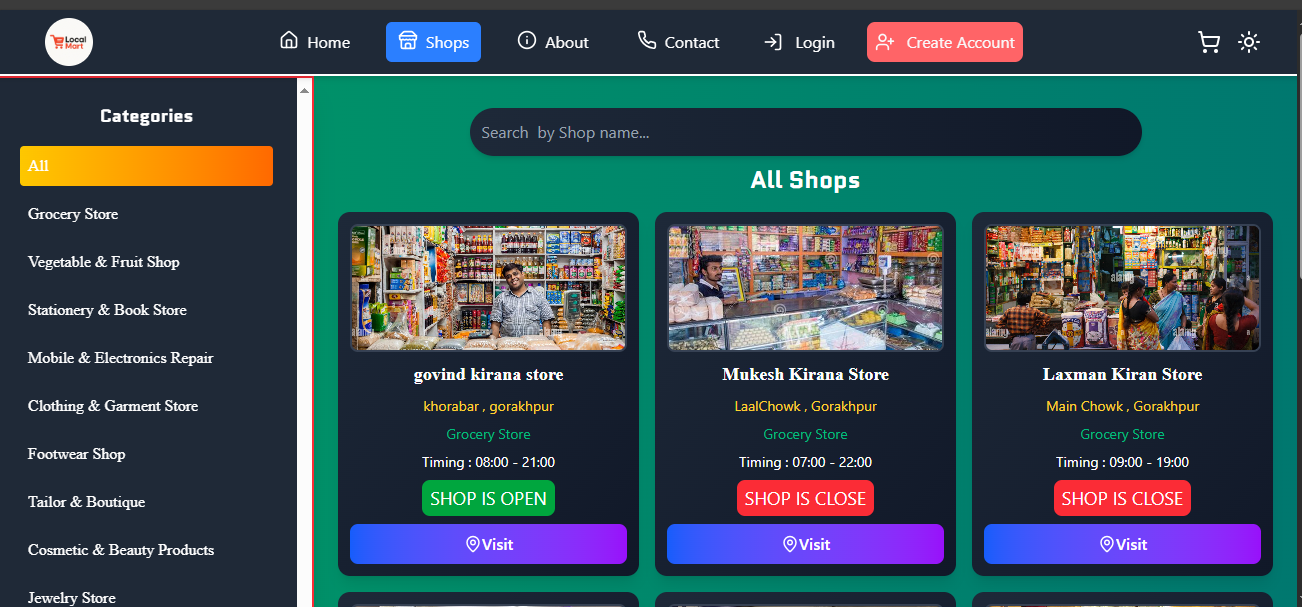 Local
Mart
Home
Shops
About
Contact
Login
Create Account
Categories
All
Grocery Store
Vegetable & Fruit Shop
Stationery & Book Store
Mobile & Electronics Repair
Clothing & Garment Store
Footwear Shop
Tailor & Boutique
Cosmetic & Beauty Products
Jewelry Store
Search  by Shop name...
All Shops
alamy
govind kirana store
khorabar , gorakhpur
Grocery Store
Timing : 08:00 - 21:00
SHOP IS OPEN
Visit
Mukesh Kirana Store
LaalChowk , Gorakhpur
Grocery Store
Timing : 07:00 - 22:00
SHOP IS CLOSE
Visit
alamy
alamy
alamy
Laxman Kiran Store
Main Chowk , Gorakhpur
Grocery Store
Timing : 09:00 - 19:00
SHOP IS CLOSE
Visit